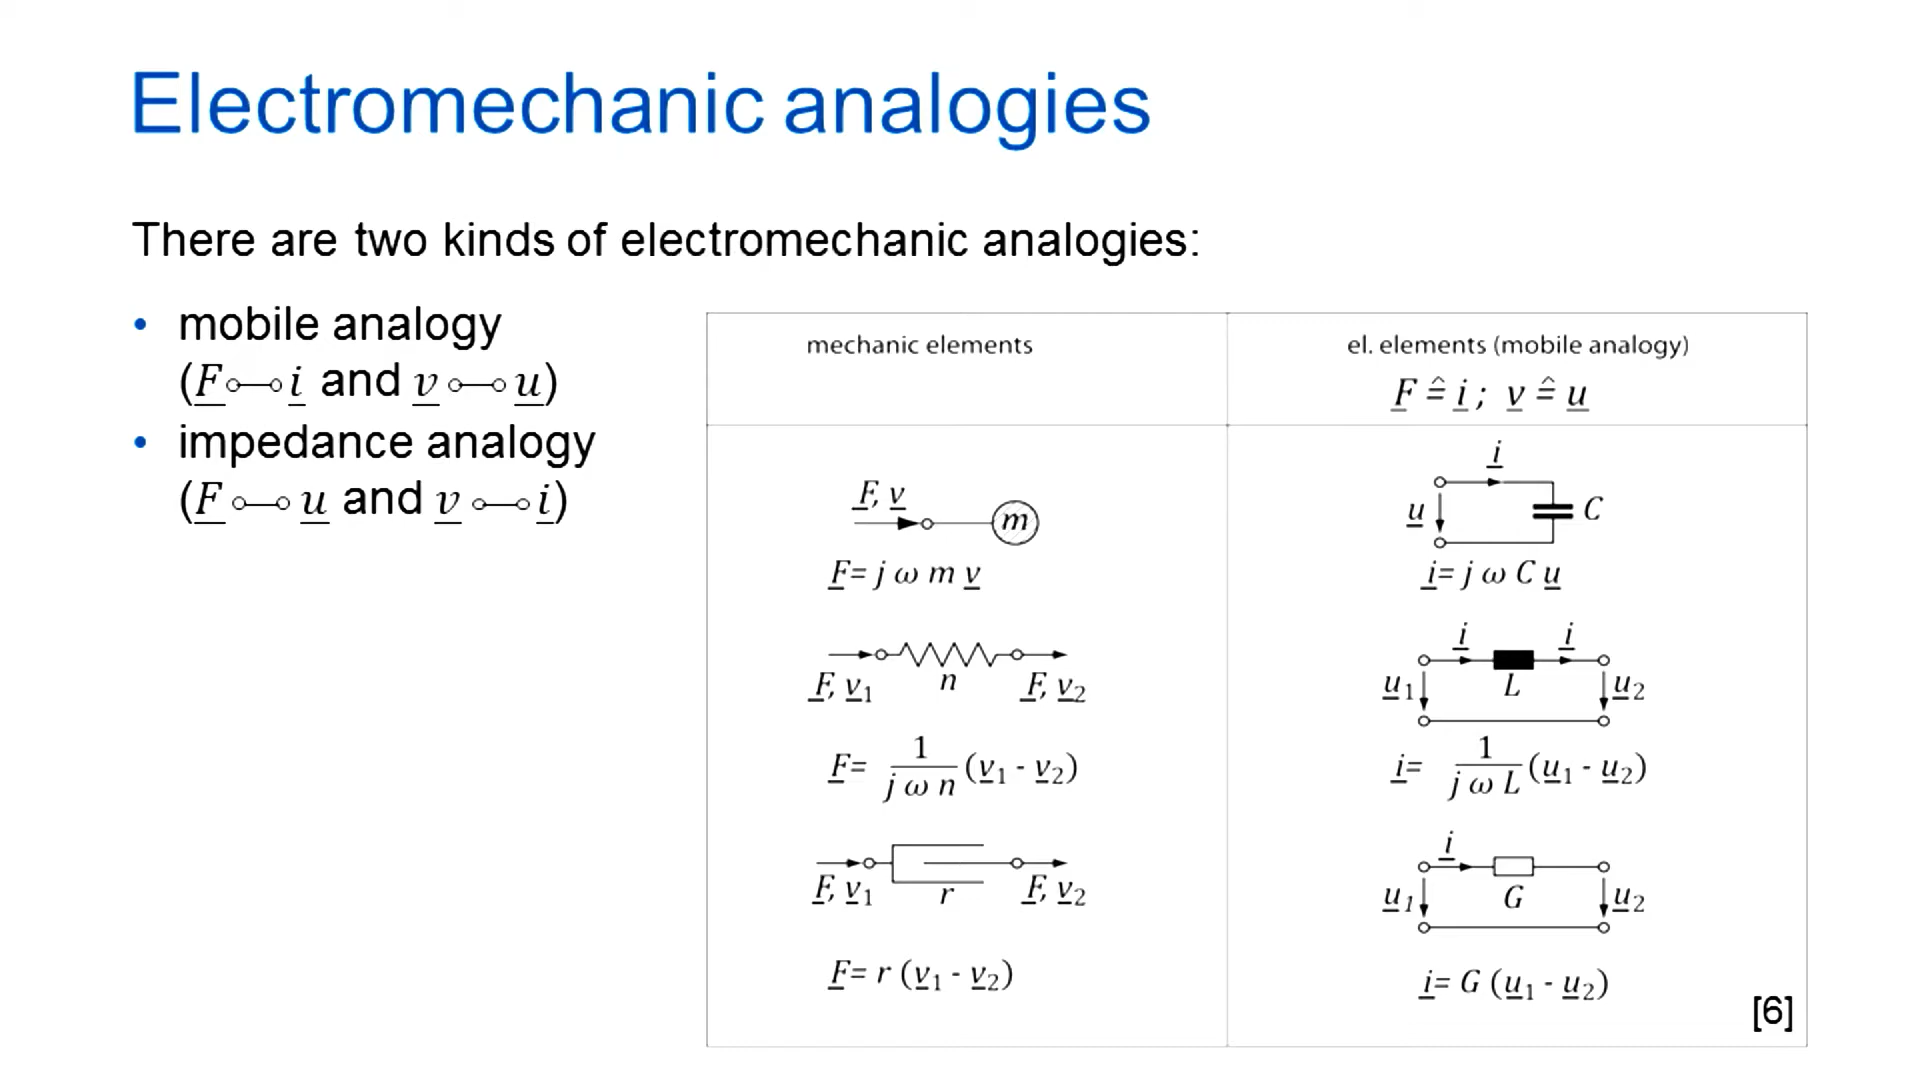 Electromechanic analogies
There are two kinds of electromechanic analogies:
• mobile analogy
(F o—o i and v o—o u)
• impedance analogy
(F o—o u and v o—o i)
mechanic elements
el. elements (mobile analogy)
F ≙ i ; v ≙ u
F, v
m
F= j ω m v
i
u
C
i= j ω C u
n
F, v₁
F, v₂
F= 1/(j ω n) (v₁ - v₂)
i
i
u₁
L
u₂
i= 1/(j ω L) (u₁ - u₂)
F, v₁
r
F, v₂
F= r (v₁ - v₂)
i
u₁
G
u₂
i= G (u₁ - u₂)
[6]